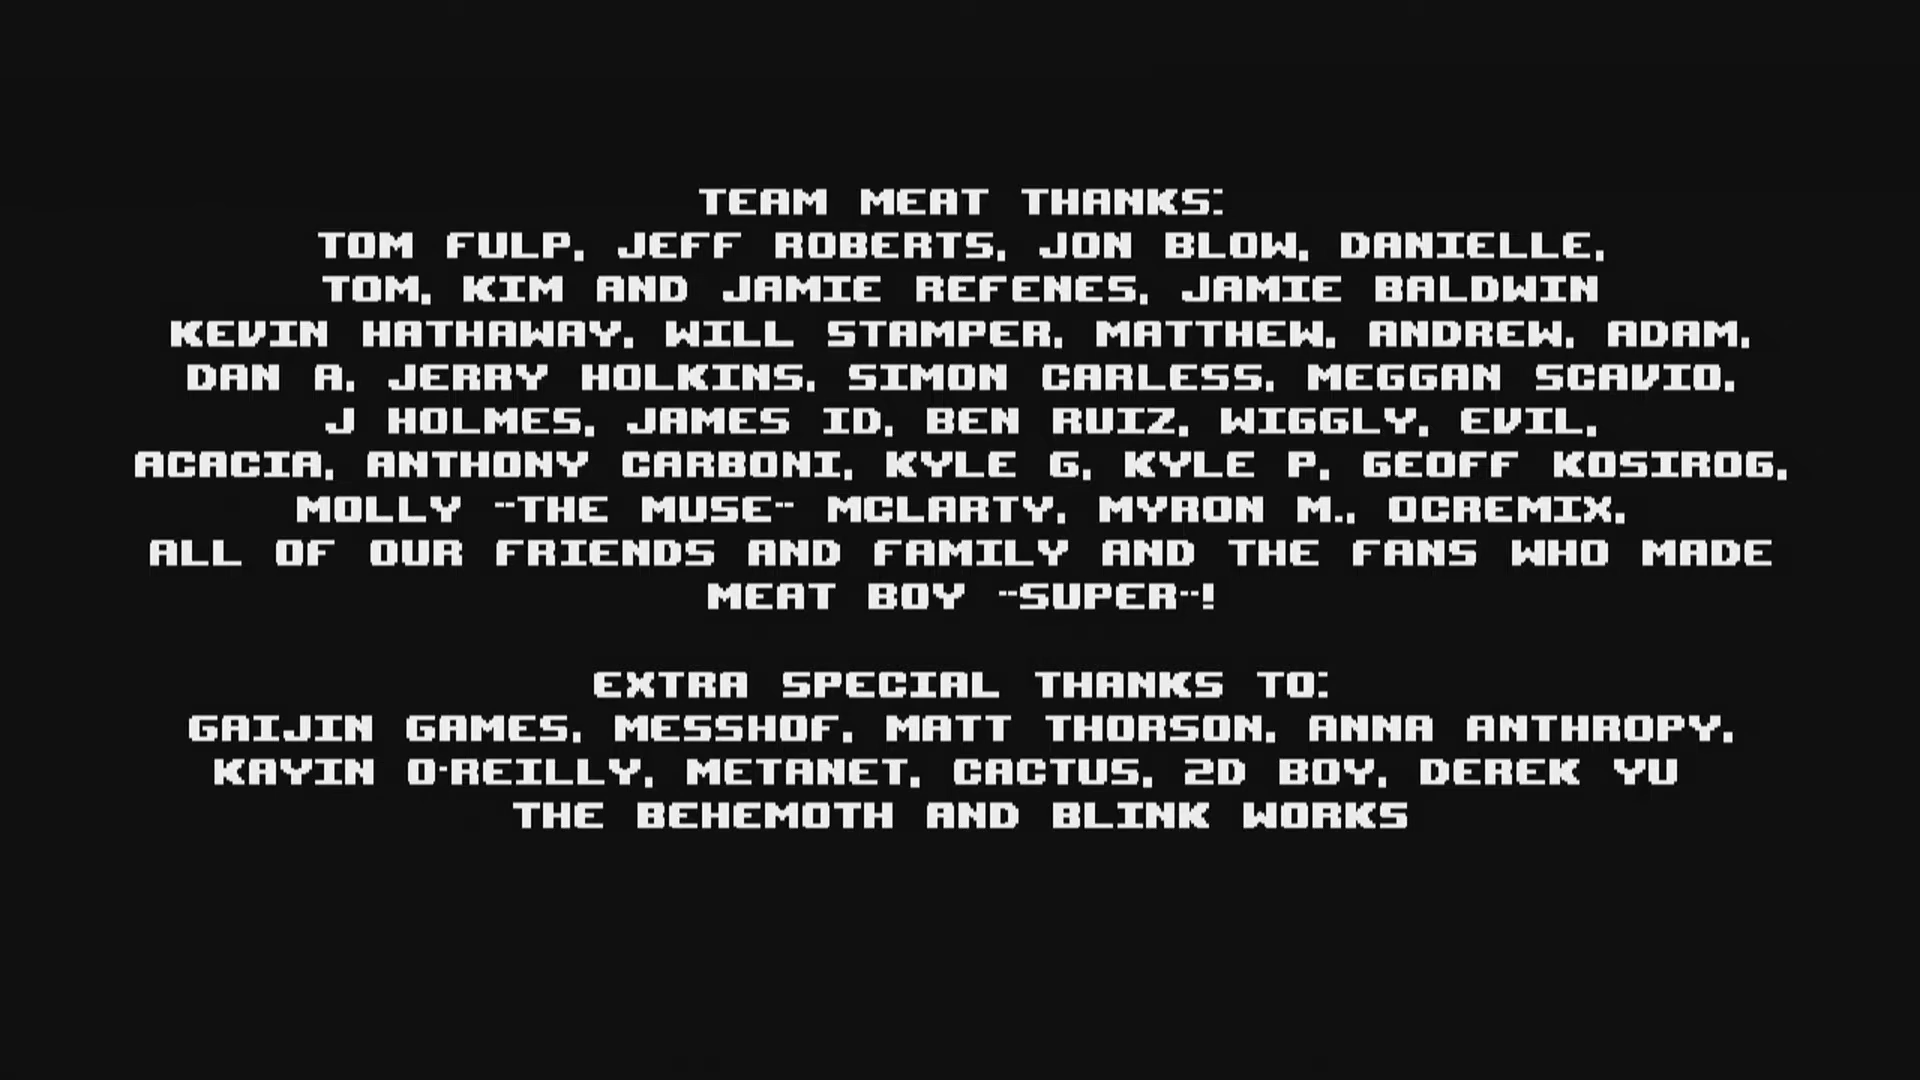 TEAM MEAT THANKS:
TOM FULP, JEFF ROBERTS, JON BLOW, DANIELLE,
TOM, KIM AND JAMIE REFENES, JAMIE BALDWIN
KEVIN HATHAWAY, WILL STAMPER, MATTHEW, ANDREW, ADAM,
DAN A, JERRY HOLKINS, SIMON CARLESS, MEGGAN SCAVIO,
J HOLMES, JAMES ID, BEN RUIZ, WIGGLY, EVIL,
ACACIA, ANTHONY CARBONI, KYLE G, KYLE P, GEOFF KOSIROG,
MOLLY "THE MUSE" MCLARTY, MYRON M., OCREMIX,
ALL OF OUR FRIENDS AND FAMILY AND THE FANS WHO MADE
MEAT BOY "SUPER"!
EXTRA SPECIAL THANKS TO:
GAIJIN GAMES, MESSHOF, MATT THORSON, ANNA ANTHROPY,
KAYIN O'REILLY, METANET, CACTUS, 2D BOY, DEREK YU
THE BEHEMOTH AND BLINK WORKS